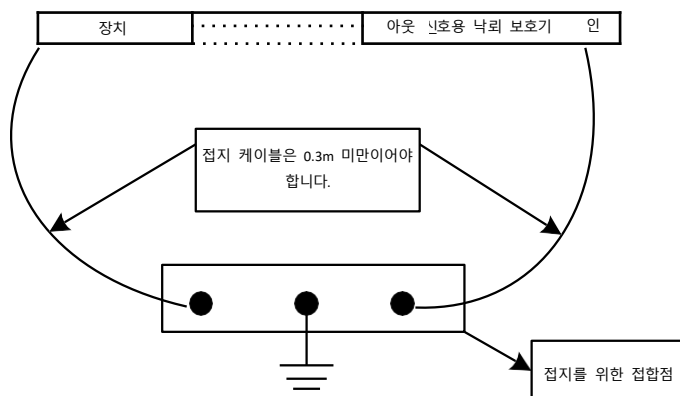 장치
아웃 신호용 낙뢰 보호기 인
접지 케이블은 0.3m 미만이어야
합니다.
접지를 위한 접합점